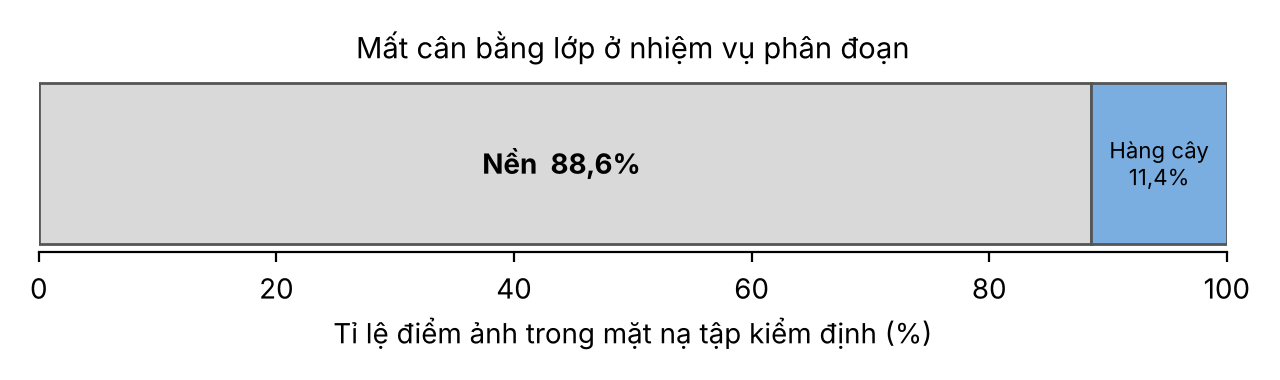 Mất cân bằng lớp ở nhiệm vụ phân đoạn
Nền 88,6%
Hàng cây
11,4%
0 20 40 60 80 100
Tỉ lệ điểm ảnh trong mặt nạ tập kiểm định (%)